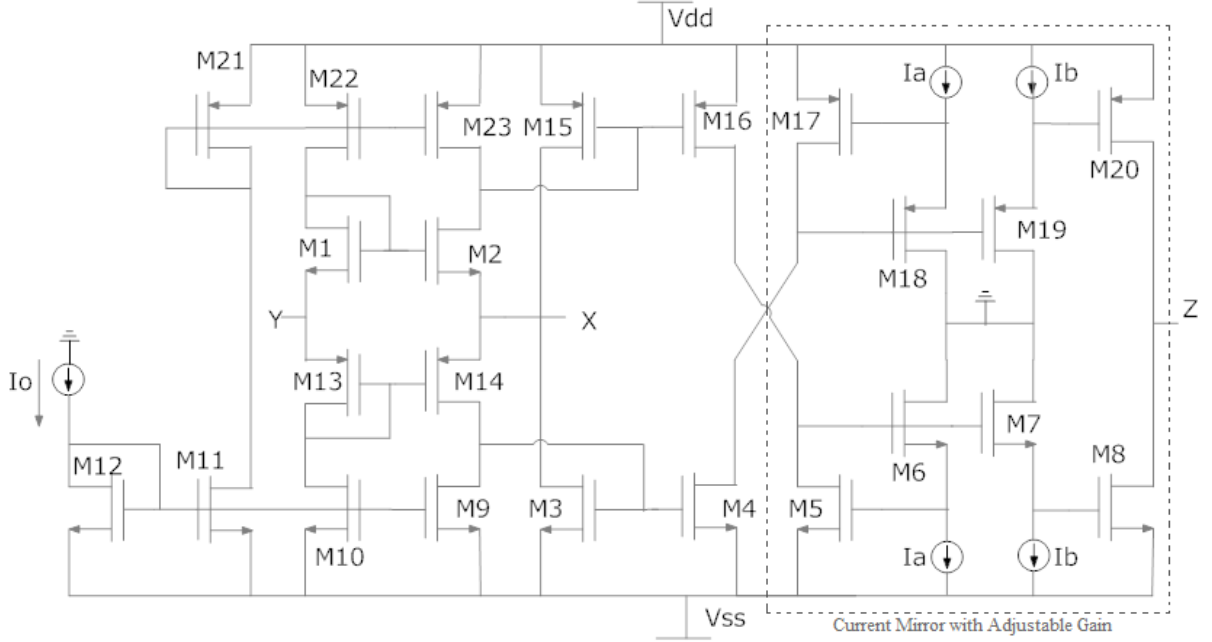 Vdd
M21
M22
M23
M15
M16
M17
Ia
Ib
M20
M1
M2
M18
M19
Y
X
Z
Io
M13
M14
M12
M11
M10
M9
M3
M4
M5
M6
M7
M8
Ia
Ib
Vss
Current Mirror with Adjustable Gain